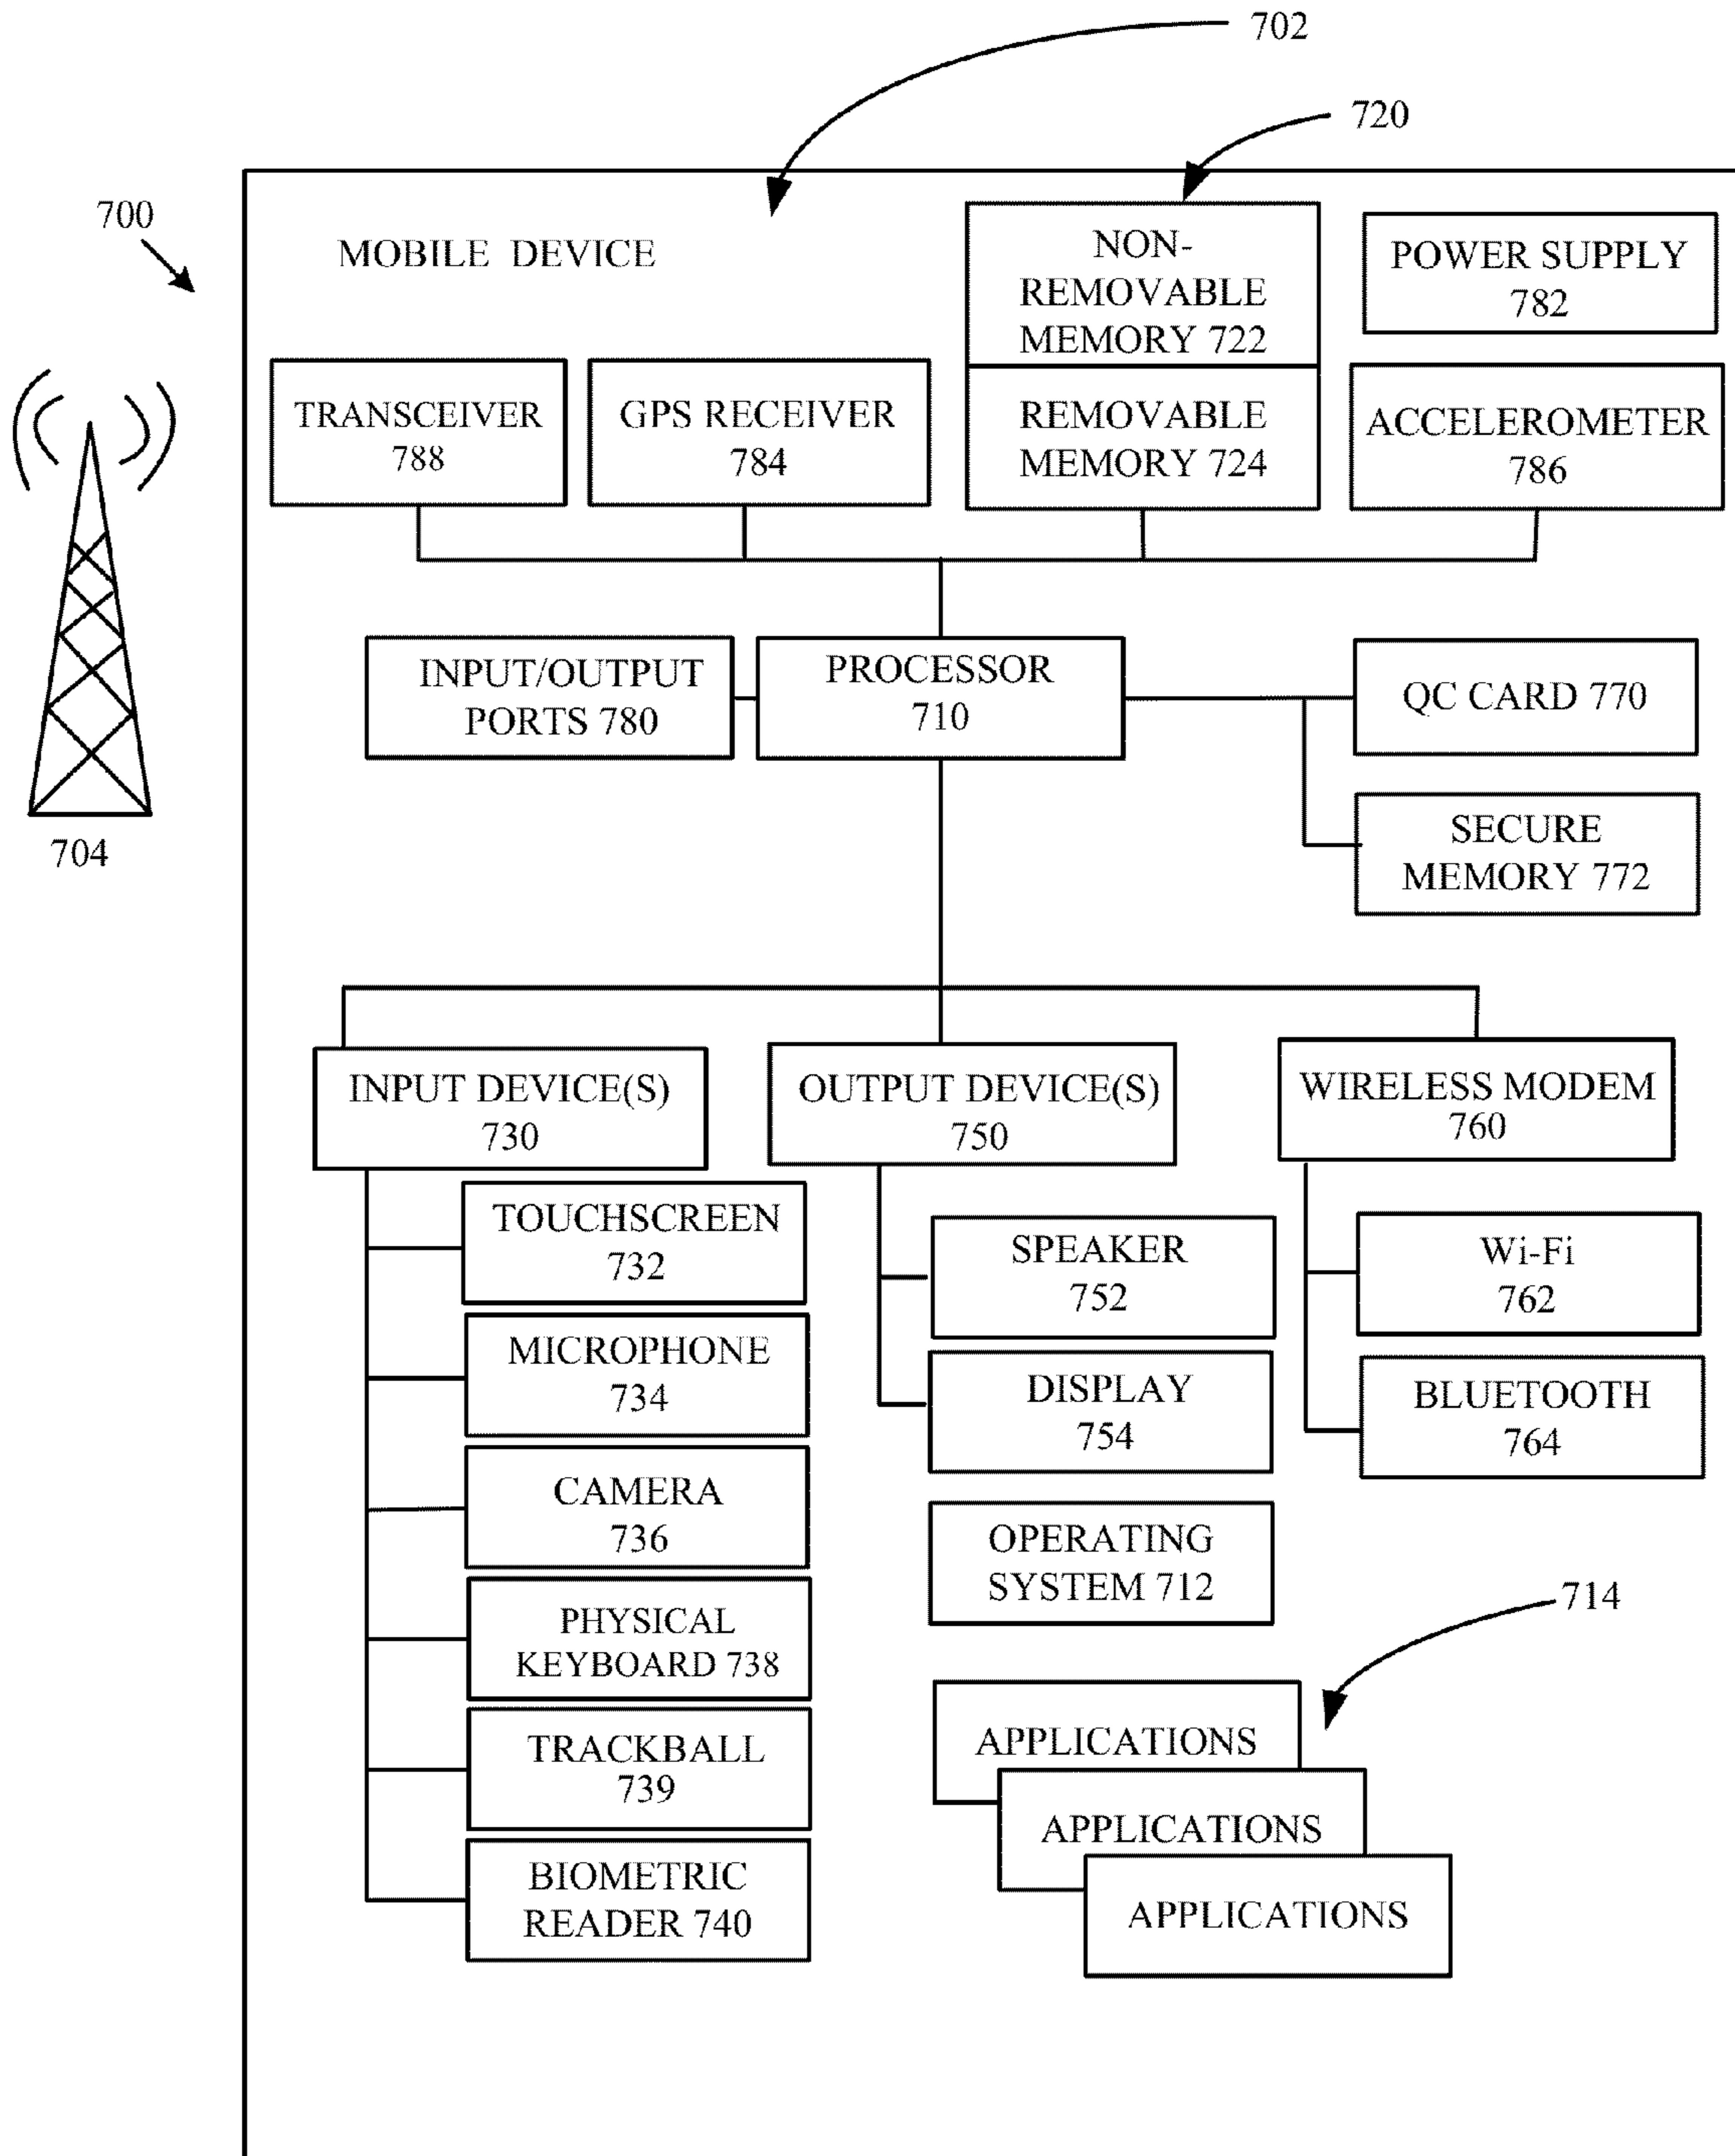 702
720
700
MOBILE DEVICE
NON-
REMOVABLE
MEMORY 722
POWER SUPPLY
782
TRANSCEIVER
788
GPS RECEIVER
784
REMOVABLE
MEMORY 724
ACCELEROMETER
786
INPUT/OUTPUT
PORTS 780
PROCESSOR
710
QC CARD 770
704
SECURE
MEMORY 772
INPUT DEVICE(S)
730
OUTPUT DEVICE(S)
750
WIRELESS MODEM
760
TOUCHSCREEN
732
SPEAKER
752
Wi-Fi
762
MICROPHONE
734
DISPLAY
754
BLUETOOTH
764
CAMERA
736
OPERATING
SYSTEM 712
714
PHYSICAL
KEYBOARD 738
TRACKBALL
739
APPLICATIONS
APPLICATIONS
APPLICATIONS
BIOMETRIC
READER 740